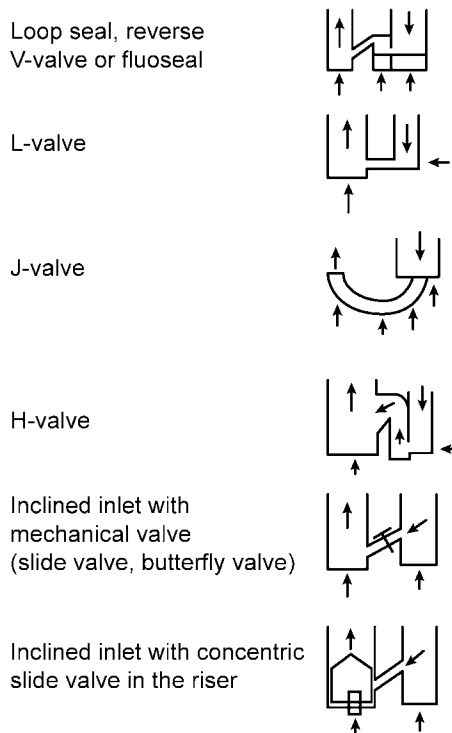 Loop seal, reverse
V-valve or fluoseal
L-valve
J-valve
H-valve
Inclined inlet with
mechanical valve
(slide valve, butterfly valve)
Inclined inlet with concentric
slide valve in the riser